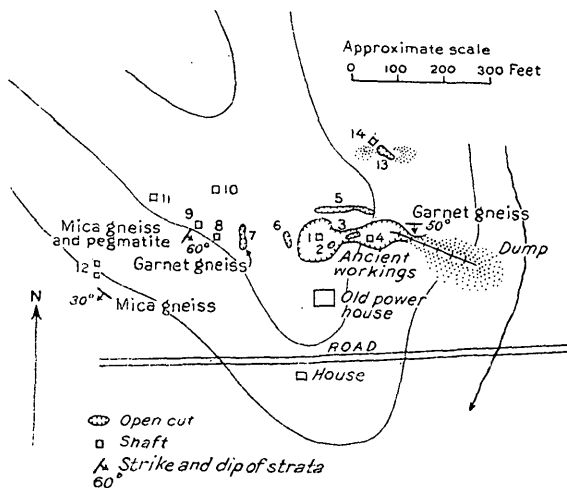 Approximate scale
0 100 200 300 Feet
14
13
11
10
5
9
8
7
6
1
3
4
2
50°
Garnet gneiss
Mica gneiss
and pegmatite
60°
Garnet gneiss
Ancient
workings
Dump
12
30°
Mica gneiss
Old power
house
N
ROAD
House
Open cut
Shaft
Strike and dip of strata
60°